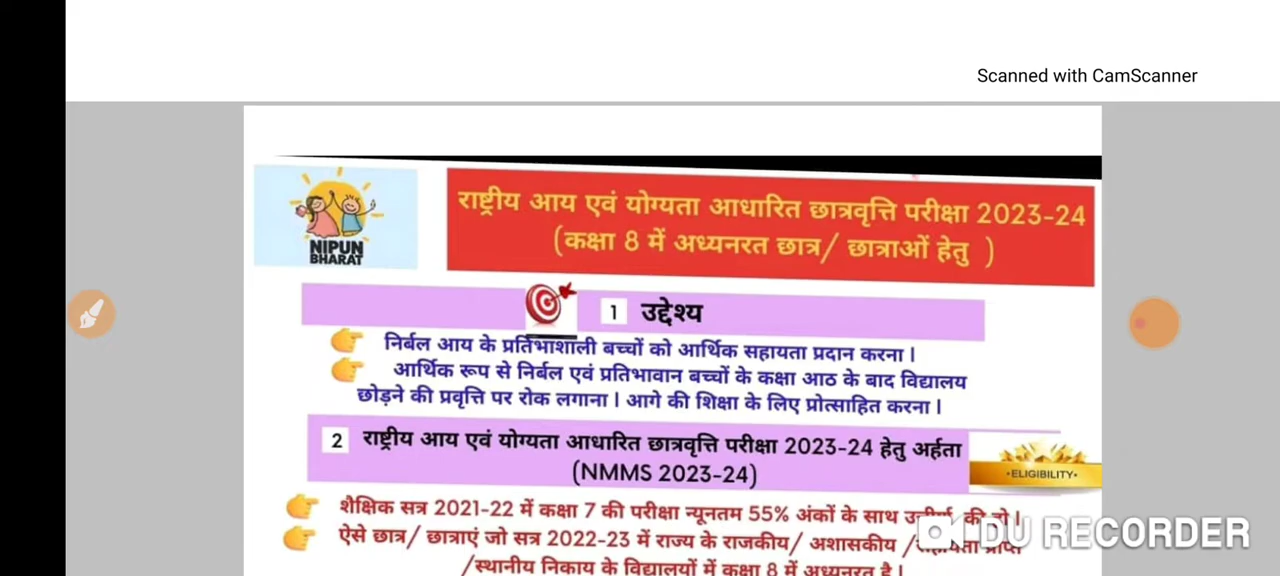 Scanned with CamScanner
राष्ट्रीय आय एवं योग्यता आधारित छात्रवृत्ति परीक्षा 2023-24
(कक्षा 8 में अध्यनरत छात्र/ छात्राओं हेतु )
NIPUN
BHARAT
1 उद्देश्य
निर्बल आय के प्रतिभाशाली बच्चों को आर्थिक सहायता प्रदान करना।
आर्थिक रूप से निर्बल एवं प्रतिभावान बच्चों के कक्षा आठ के बाद विद्यालय
छोड़ने की प्रवृत्ति पर रोक लगाना। आगे की शिक्षा के लिए प्रोत्साहित करना।
2 राष्ट्रीय आय एवं योग्यता आधारित छात्रवृत्ति परीक्षा 2023-24 हेतु अर्हता
(NMMS 2023-24)
•ELIGIBILITY•
शैक्षिक सत्र 2021-22 में कक्षा 7 की परीक्षा न्यूनतम 55% अंकों के साथ की हो।
ऐसे छात्र/ छात्राएं जो सत्र 2022-23 में राज्य के राजकीय/ अशासकीय /सहायता प्राप्त
/स्थानीय निकाय के विद्यालयों में कक्षा 8 में अध्यनरत है।
DU RECORDER